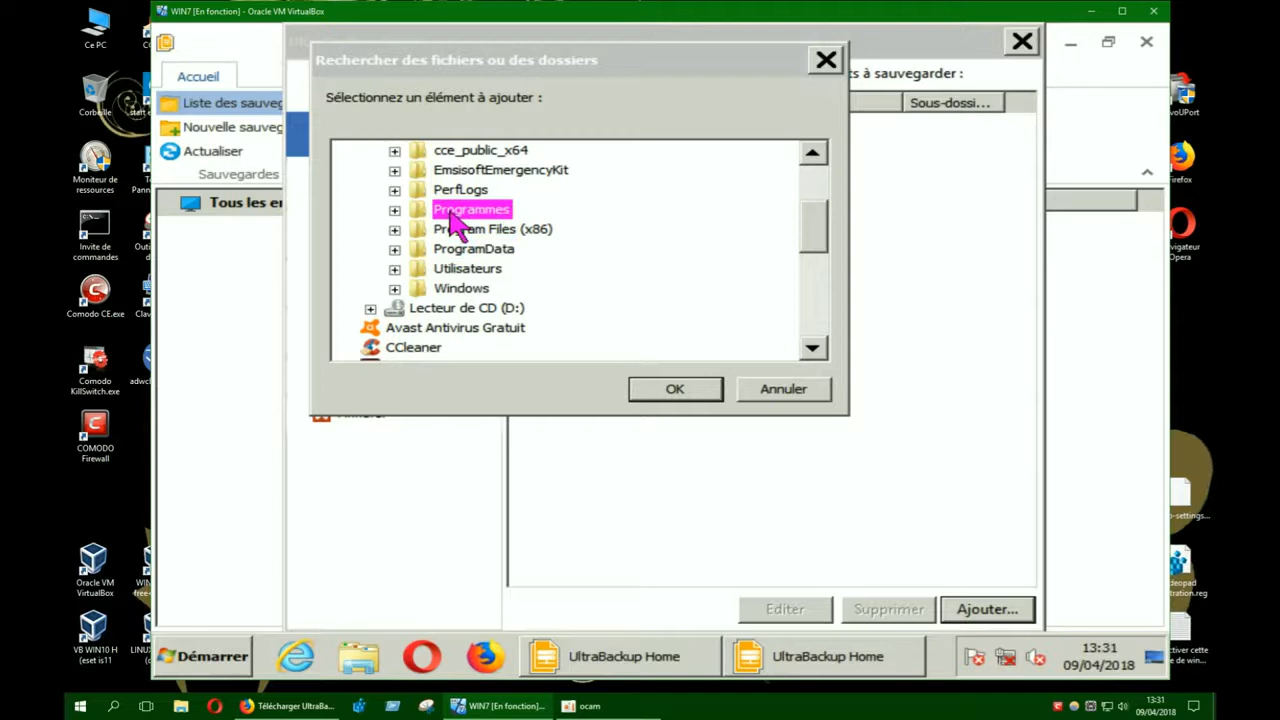 WIN7 [En fonction] - Oracle VM VirtualBox
Ce PC
Corbeille
Moniteur de ressources
Invite de commandes
Comodo CE.exe
Comodo KillSwitch.exe
COMODO Firewall
Oracle VM VirtualBox
VB WIN10 H (eset is11
Accueil
Liste des sauveg
Nouvelle sauveg
Actualiser
Sauvegardes
Tous les en
Rechercher des fichiers ou des dossiers
Sélectionnez un élément à ajouter :
cce_public_x64
EmsisoftEmergencyKit
PerfLogs
Programmes
Program Files (x86)
ProgramData
Utilisateurs
Windows
Lecteur de CD (D:)
Avast Antivirus Gratuit
CCleaner
OK
Annuler
ts à sauvegarder :
Sous-dossi...
Editer
Supprimer
Ajouter...
Firefox
Opera
Démarrer
UltraBackup Home
UltraBackup Home
13:31
09/04/2018
Télécharger UltraBa...
WIN7 [En fonction]...
ocam
13:31
09/04/2018